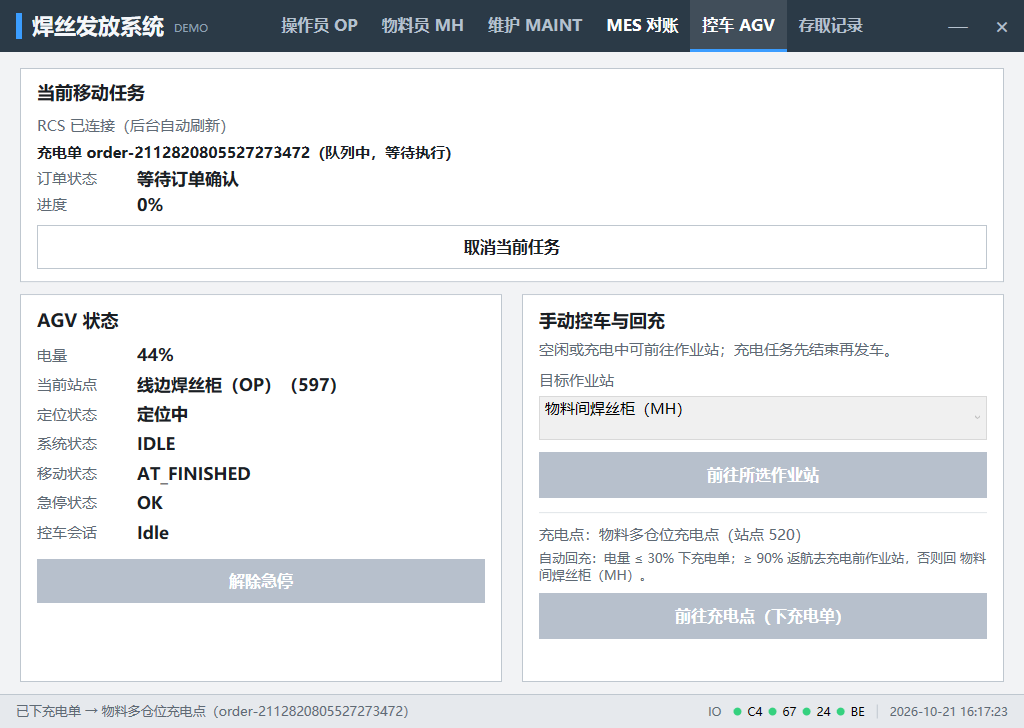 焊丝发放系统 DEMO 操作员 OP 物料员 MH 维护 MAINT MES 对账 控车 AGV 存取记录
当前移动任务
RCS 已连接（后台自动刷新）
充电单 order-2112820805527273472（队列中，等待执行）
订单状态 等待订单确认
进度 0%
取消当前任务
AGV 状态
电量 44%
当前站点 线边焊丝柜（OP）（597）
定位状态 定位中
系统状态 IDLE
移动状态 AT_FINISHED
急停状态 OK
控车会话 Idle
解除急停
手动控车与回充
空闲或充电中可前往作业站；充电任务先结束再发车。
目标作业站
物料间焊丝柜（MH）
前往所选作业站
充电点：物料多仓位充电点（站点 520）
自动回充：电量 ≤ 30% 下充电单；≥ 90% 返航去充电前作业站，否则回 物料
间焊丝柜（MH）。
前往充电点（下充电单）
已下充电单 → 物料多仓位充电点（order-2112820805527273472） IO C4 67 24 BE 2026-10-21 16:17:23